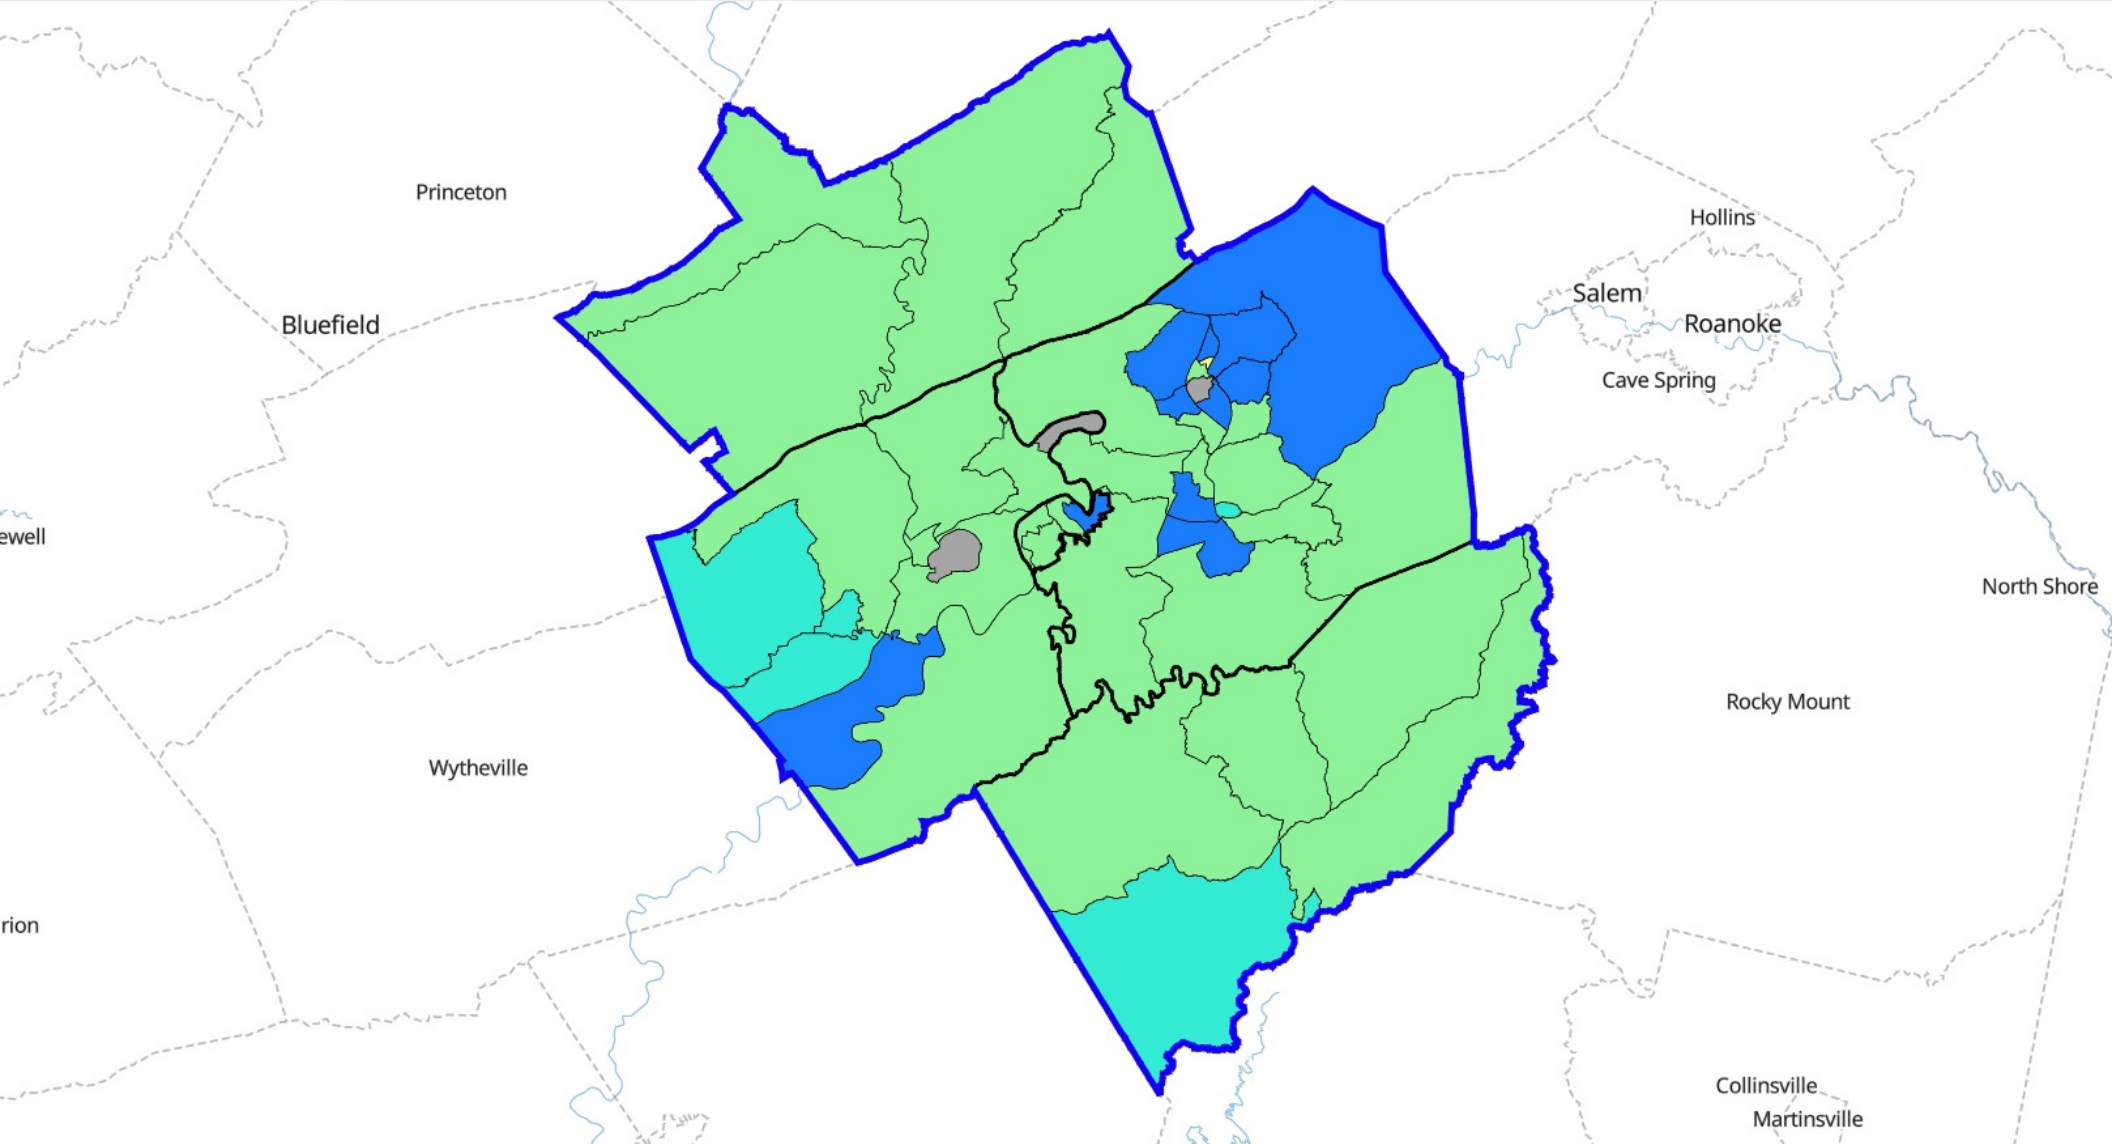 Princeton
Hollins
Salem
Bluefield
Roanoke
Cave Spring
ewell
North Shore
Rocky Mount
Wytheville
rion
Collinsville
Martinsville